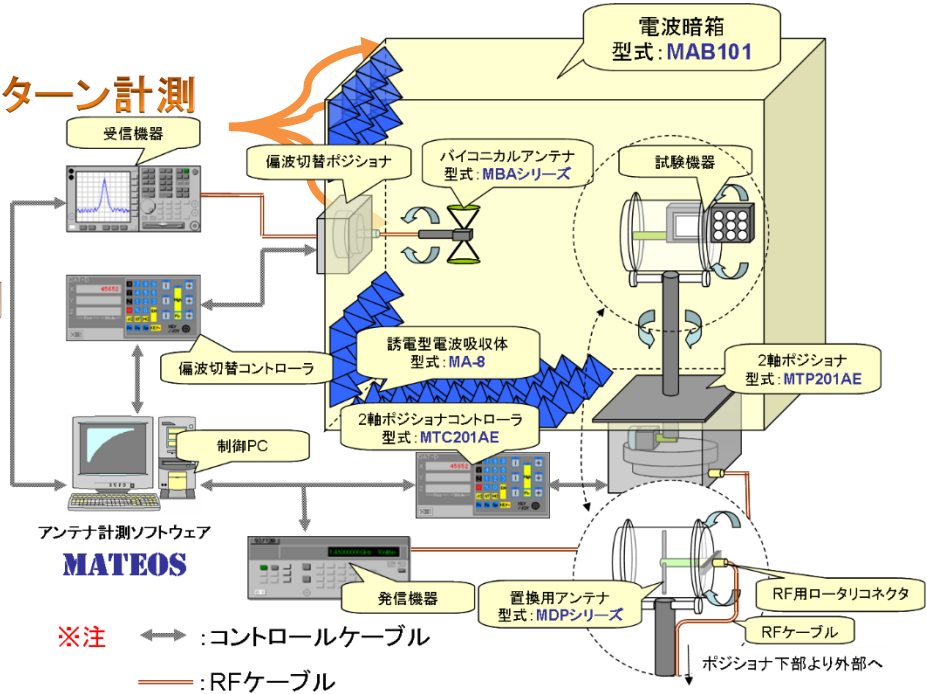 電波暗箱
型式：MAB101
ターン計測
受信機器
偏波切替ポジショナ
バイコニカルアンテナ
型式：MBAシリーズ
試験機器
45652
偏波切替コントローラ
誘電型電波吸収体
型式：MA-8
2軸ポジショナ
型式：MTP201AE
2軸ポジショナコントローラ
型式：MTC201AE
制御PC
45652
アンテナ計測ソフトウェア
MATEOS
発信機器
置換用アンテナ
型式：MDPシリーズ
RF用ロータリコネクタ
RFケーブル
ポジショナ下部より外部へ
※注
：コントロールケーブル
：RFケーブル